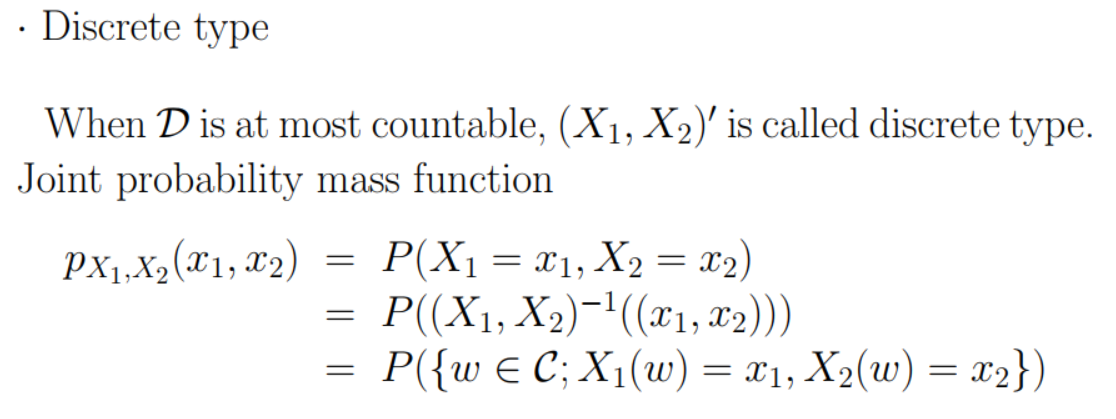 · Discrete type
When 𝒟 is at most countable, (X₁, X₂)′ is called discrete type.
Joint probability mass function
p_{X₁,X₂}(x₁, x₂) = P(X₁ = x₁, X₂ = x₂)
= P((X₁, X₂)⁻¹((x₁, x₂)))
= P({w ∈ 𝒞; X₁(w) = x₁, X₂(w) = x₂})